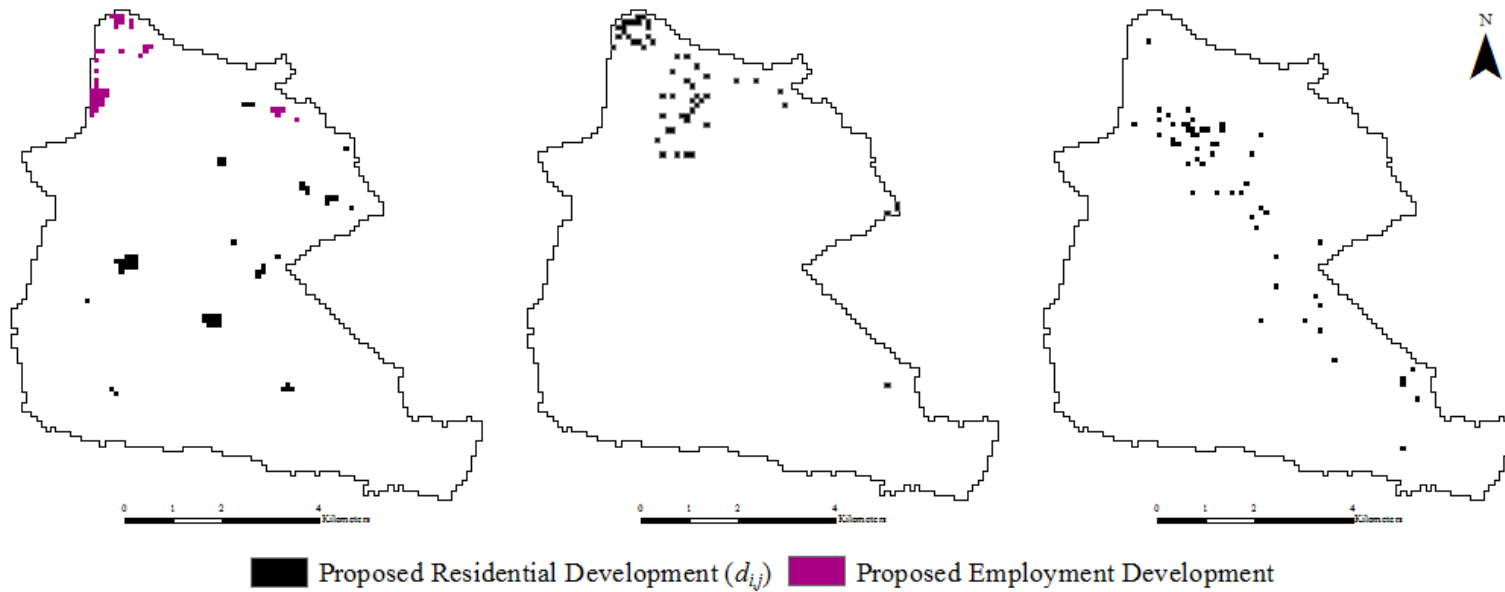 N
0 1 2 4
Kilometers
0 1 2 4
Kilometers
0 1 2 4
Kilometers
Proposed Residential Development (di,j) Proposed Employment Development